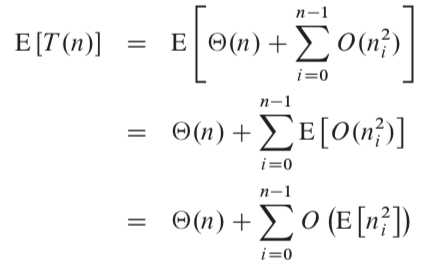 E[T(n)] = E[Θ(n) + ∑_{i=0}^{n−1} O(n_i^2)]
= Θ(n) + ∑_{i=0}^{n−1} E[O(n_i^2)]
= Θ(n) + ∑_{i=0}^{n−1} O(E[n_i^2])